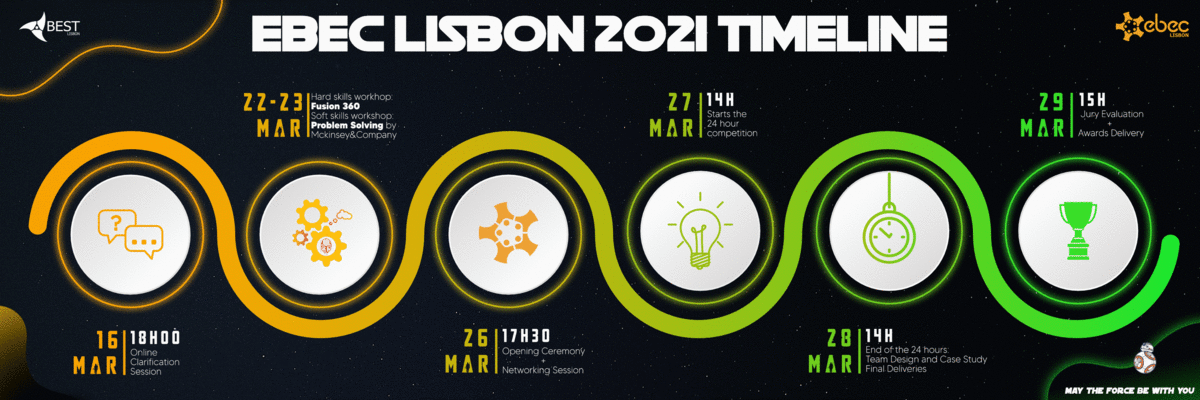 BEST
LISBON
EBEC LISBON 2021 TIMELINE
ebec
LISBON
22-23
MAR
Hard skills workhop:
Fusion 360
Soft skills workshop:
Problem Solving by
Mckinsey&Company
27
MAR
14H
Starts the
24 hour
competition
29
MAR
15H
Jury Evaluation
+
Awards Delivery
?
16
MAR
18H00
Online
Clarification
Session
26
MAR
17H30
Opening Ceremony
+
Networking Session
28
MAR
14H
End of the 24 hours:
Team Design and Case Study
Final Deliveries
MAY THE FORCE BE WITH YOU